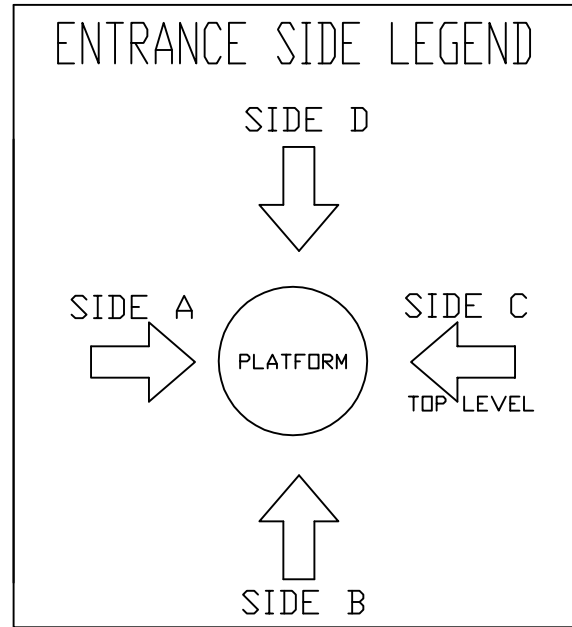 ENTRANCE SIDE LEGEND
SIDE D
SIDE A
SIDE C
PLATFORM
TOP LEVEL
SIDE B